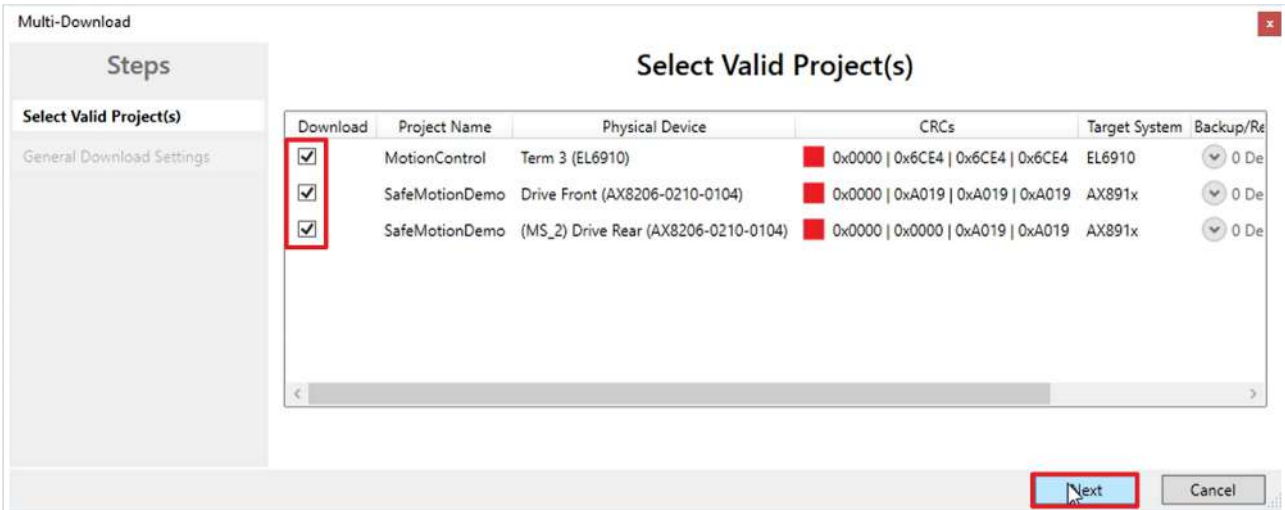 Multi-Download
Steps
Select Valid Project(s)
General Download Settings
Select Valid Project(s)
Download Project Name Physical Device CRCs Target System Backup/Re
MotionControl Term 3 (EL6910) 0x0000 | 0x6CE4 | 0x6CE4 | 0x6CE4 EL6910 0 De
SafeMotionDemo Drive Front (AX8206-0210-0104) 0x0000 | 0xA019 | 0xA019 | 0xA019 AX891x 0 De
SafeMotionDemo (MS_2) Drive Rear (AX8206-0210-0104) 0x0000 | 0x0000 | 0xA019 | 0xA019 AX891x 0 De
Next Cancel